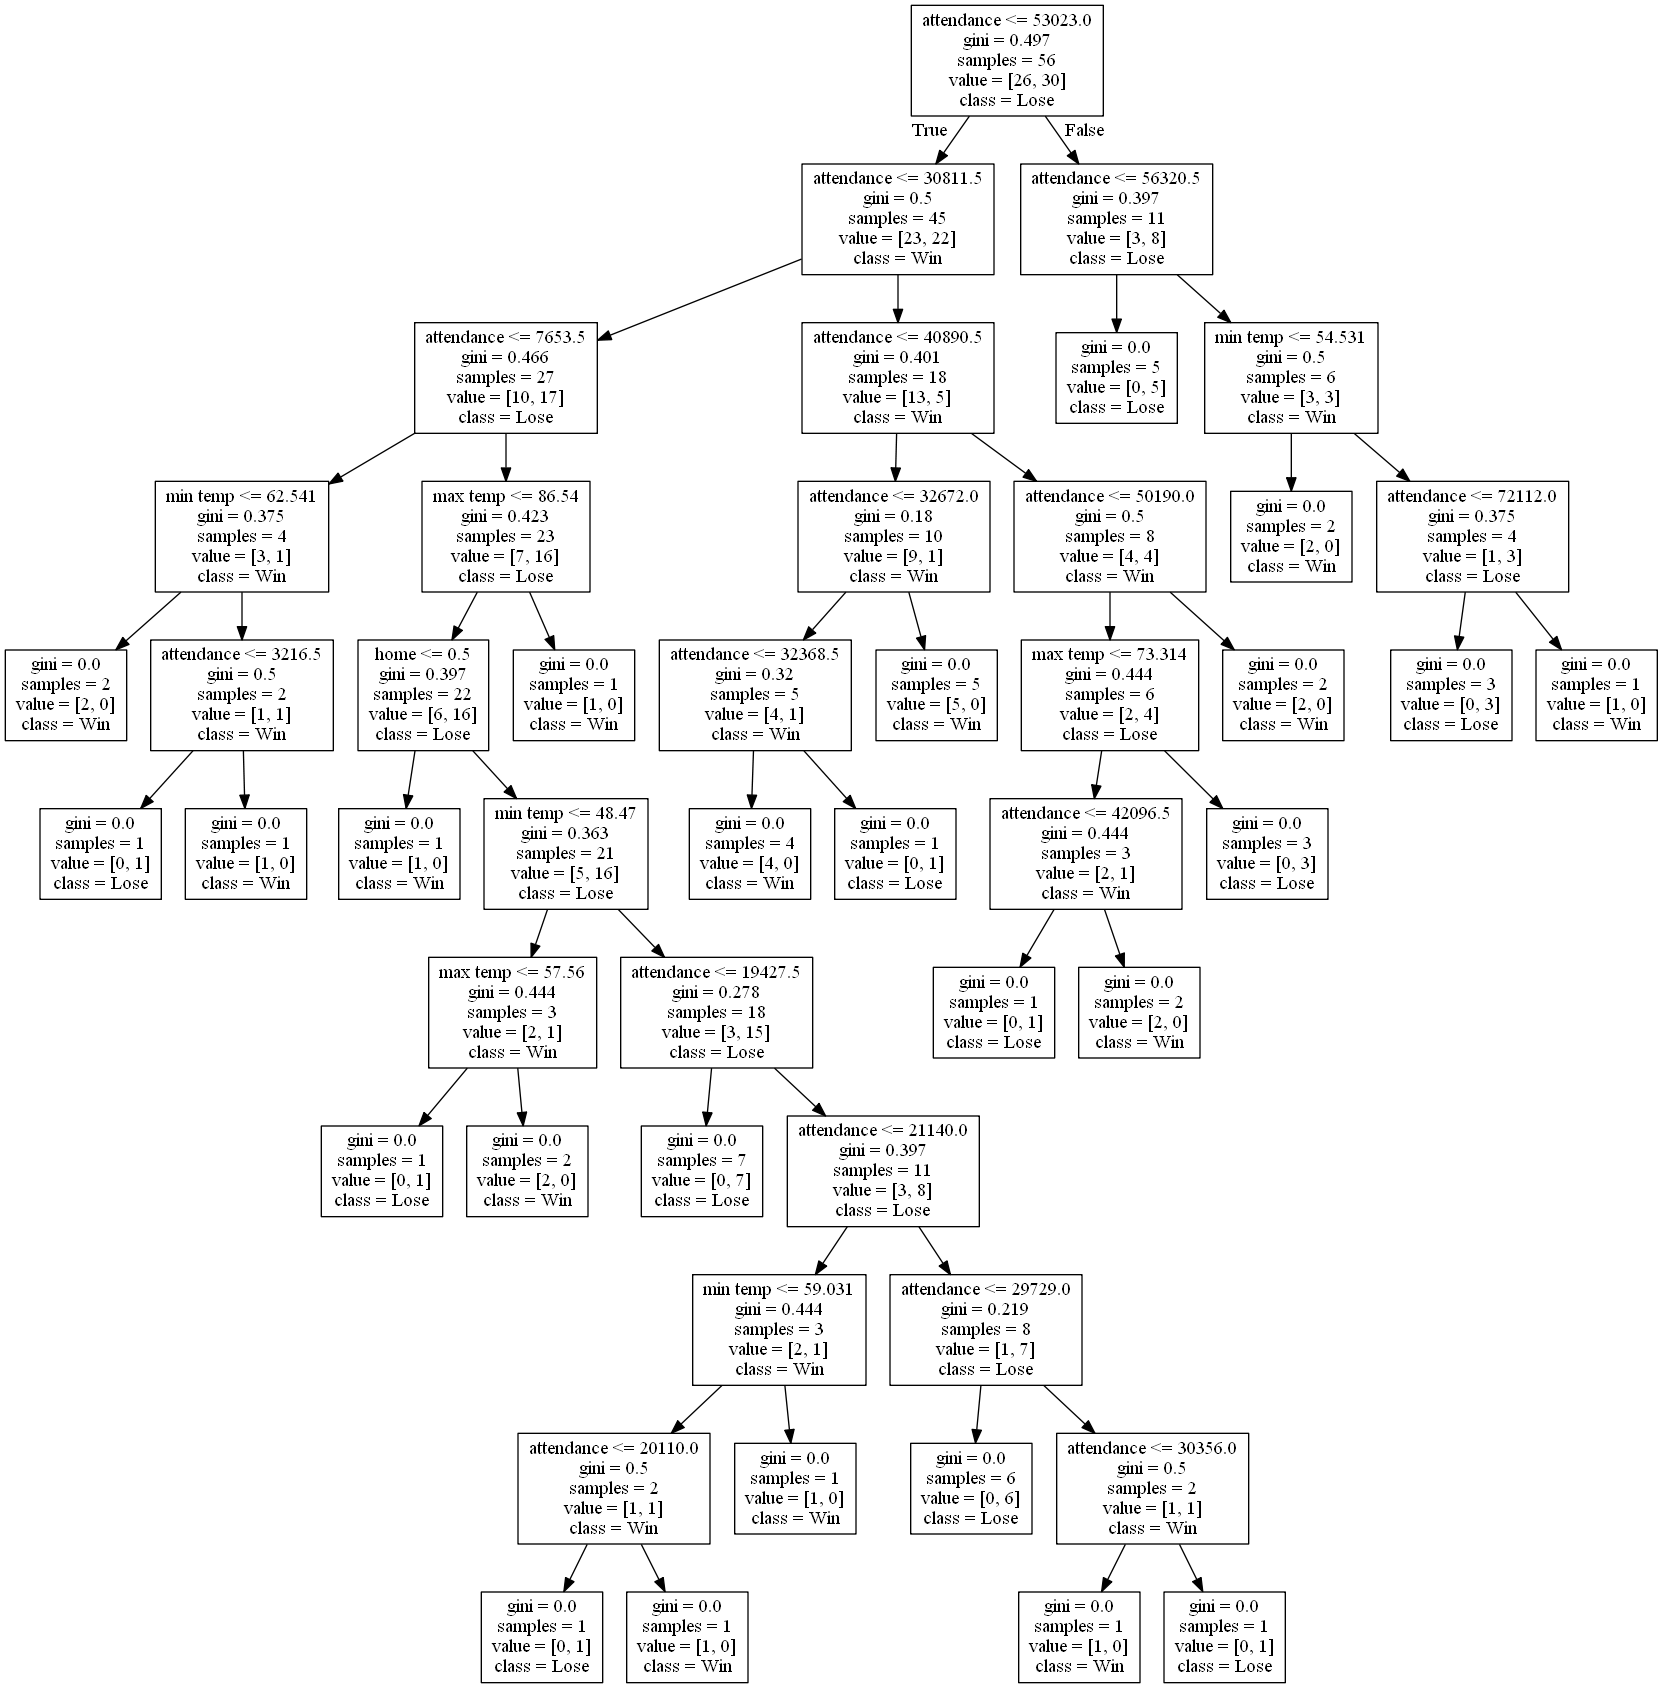 attendance <= 53023.0
gini = 0.497
samples = 56
value = [26, 30]
class = Lose
True
False
attendance <= 30811.5
gini = 0.5
samples = 45
value = [23, 22]
class = Win
attendance <= 56320.5
gini = 0.397
samples = 11
value = [3, 8]
class = Lose
attendance <= 7653.5
gini = 0.466
samples = 27
value = [10, 17]
class = Lose
attendance <= 40890.5
gini = 0.401
samples = 18
value = [13, 5]
class = Win
gini = 0.0
samples = 5
value = [0, 5]
class = Lose
min temp <= 54.531
gini = 0.5
samples = 6
value = [3, 3]
class = Win
min temp <= 62.541
gini = 0.375
samples = 4
value = [3, 1]
class = Win
max temp <= 86.54
gini = 0.423
samples = 23
value = [7, 16]
class = Lose
attendance <= 32672.0
gini = 0.18
samples = 10
value = [9, 1]
class = Win
attendance <= 50190.0
gini = 0.5
samples = 8
value = [4, 4]
class = Win
gini = 0.0
samples = 2
value = [2, 0]
class = Win
attendance <= 72112.0
gini = 0.375
samples = 4
value = [1, 3]
class = Lose
gini = 0.0
samples = 2
value = [2, 0]
class = Win
attendance <= 3216.5
gini = 0.5
samples = 2
value = [1, 1]
class = Win
home <= 0.5
gini = 0.397
samples = 22
value = [6, 16]
class = Lose
gini = 0.0
samples = 1
value = [1, 0]
class = Win
attendance <= 32368.5
gini = 0.32
samples = 5
value = [4, 1]
class = Win
gini = 0.0
samples = 5
value = [5, 0]
class = Win
max temp <= 73.314
gini = 0.444
samples = 6
value = [2, 4]
class = Lose
gini = 0.0
samples = 2
value = [2, 0]
class = Win
gini = 0.0
samples = 3
value = [0, 3]
class = Lose
gini = 0.0
samples = 1
value = [1, 0]
class = Win
gini = 0.0
samples = 1
value = [0, 1]
class = Lose
gini = 0.0
samples = 1
value = [1, 0]
class = Win
gini = 0.0
samples = 1
value = [1, 0]
class = Win
min temp <= 48.47
gini = 0.363
samples = 21
value = [5, 16]
class = Lose
gini = 0.0
samples = 4
value = [4, 0]
class = Win
gini = 0.0
samples = 1
value = [0, 1]
class = Lose
attendance <= 42096.5
gini = 0.444
samples = 3
value = [2, 1]
class = Win
gini = 0.0
samples = 3
value = [0, 3]
class = Lose
max temp <= 57.56
gini = 0.444
samples = 3
value = [2, 1]
class = Win
attendance <= 19427.5
gini = 0.278
samples = 18
value = [3, 15]
class = Lose
gini = 0.0
samples = 1
value = [0, 1]
class = Lose
gini = 0.0
samples = 2
value = [2, 0]
class = Win
gini = 0.0
samples = 1
value = [0, 1]
class = Lose
gini = 0.0
samples = 2
value = [2, 0]
class = Win
gini = 0.0
samples = 7
value = [0, 7]
class = Lose
attendance <= 21140.0
gini = 0.397
samples = 11
value = [3, 8]
class = Lose
min temp <= 59.031
gini = 0.444
samples = 3
value = [2, 1]
class = Win
attendance <= 29729.0
gini = 0.219
samples = 8
value = [1, 7]
class = Lose
attendance <= 20110.0
gini = 0.5
samples = 2
value = [1, 1]
class = Win
gini = 0.0
samples = 1
value = [1, 0]
class = Win
gini = 0.0
samples = 6
value = [0, 6]
class = Lose
attendance <= 30356.0
gini = 0.5
samples = 2
value = [1, 1]
class = Win
gini = 0.0
samples = 1
value = [0, 1]
class = Lose
gini = 0.0
samples = 1
value = [1, 0]
class = Win
gini = 0.0
samples = 1
value = [1, 0]
class = Win
gini = 0.0
samples = 1
value = [0, 1]
class = Lose